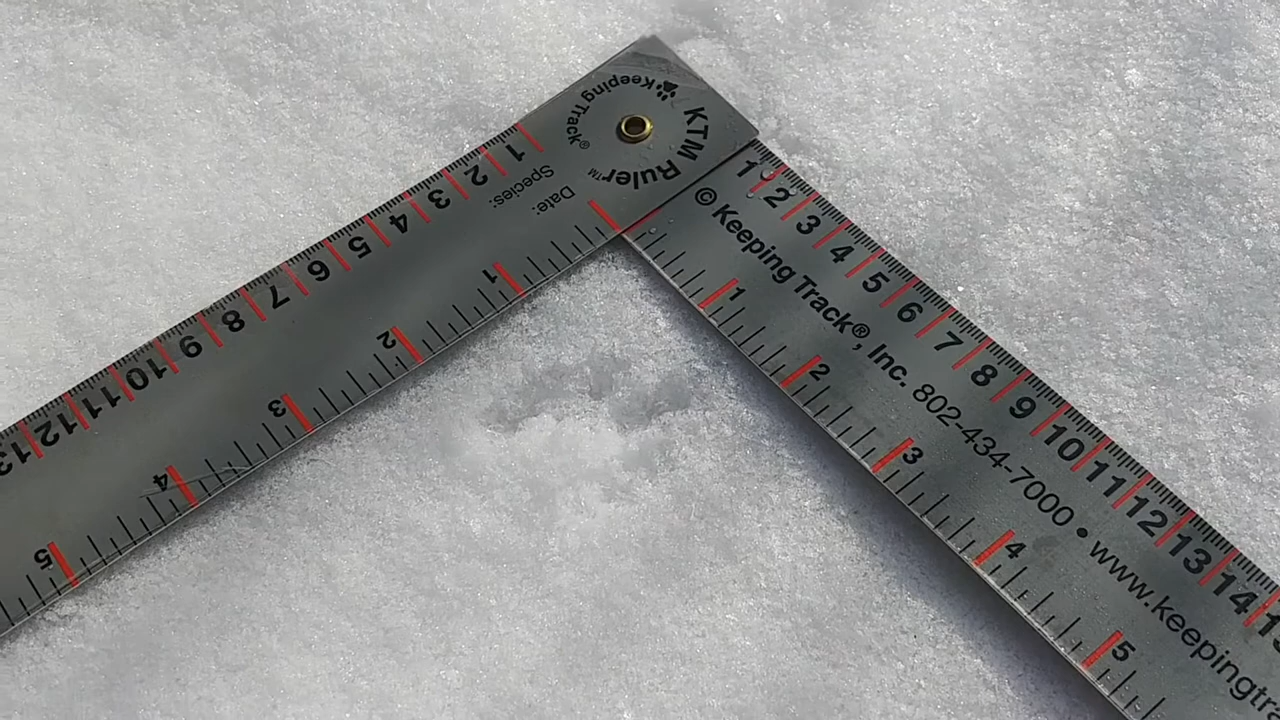 Keeping Track®
KTM Ruler™
Species:
Date:
1 2 3 4 5 6 7 8 9 10 11 12 13
1 2 3 4 5
1 2 3 4 5 6 7 8 9 10 11 12 13 14
© Keeping Track®, Inc. 802-434-7000 • www.keepingtra
1 2 3 4 5